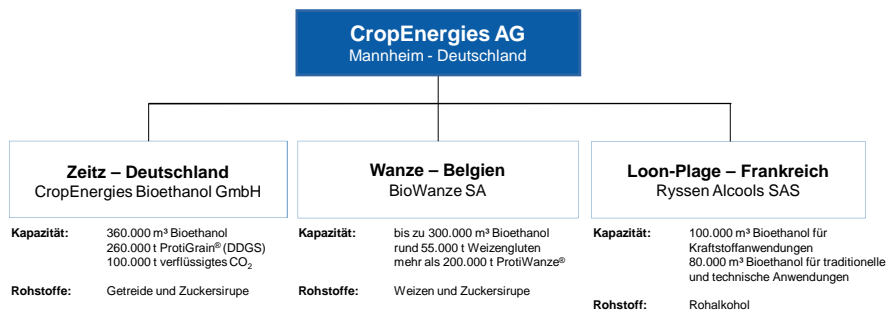 CropEnergies AG
Mannheim - Deutschland
Zeitz – Deutschland
CropEnergies Bioethanol GmbH
Kapazität: 360.000 m³ Bioethanol
260.000 t ProtiGrain® (DDGS)
100.000 t verflüssigtes CO₂
Rohstoffe: Getreide und Zuckersirupe
Wanze – Belgien
BioWanze SA
Kapazität: bis zu 300.000 m³ Bioethanol
rund 55.000 t Weizengluten
mehr als 200.000 t ProtiWanze®
Rohstoffe: Weizen und Zuckersirupe
Loon-Plage – Frankreich
Ryssen Alcools SAS
Kapazität: 100.000 m³ Bioethanol für
Kraftstoffanwendungen
80.000 m³ Bioethanol für traditionelle
und technische Anwendungen
Rohstoff: Rohalkohol